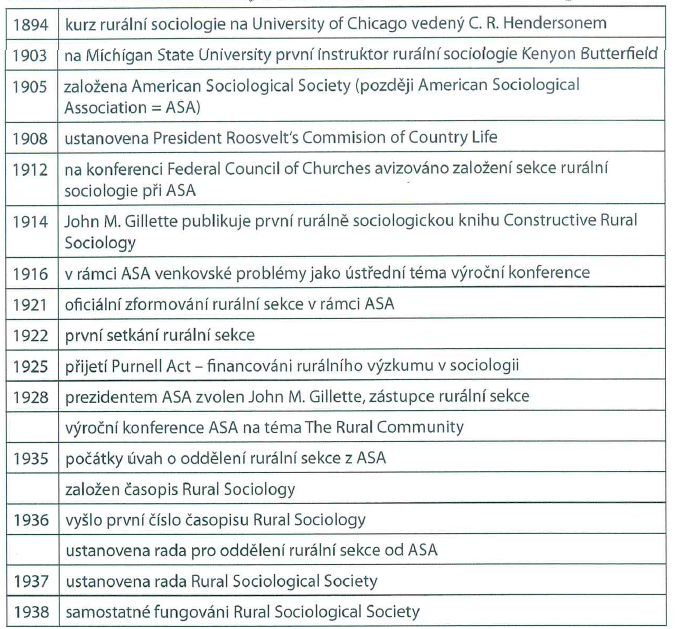 1894 kurz rurální sociologie na University of Chicago vedený C. R. Hendersonem
1903 na Michigan State University první instruktor rurální sociologie Kenyon Butterfield
1905 založena American Sociological Society (později American Sociological
Association = ASA)
1908 ustanovena President Roosvelt's Commision of Country Life
1912 na konferenci Federal Council of Churches avizováno založení sekce rurální
sociologie při ASA
1914 John M. Gillette publikuje první rurálně sociologickou knihu Constructive Rural
Sociology
1916 v rámci ASA venkovské problémy jako ústřední téma výroční konference
1921 oficiální zformování rurální sekce v rámci ASA
1922 první setkání rurální sekce
1925 přijetí Purnell Act – financováni rurálního výzkumu v sociologii
1928 prezidentem ASA zvolen John M. Gillette, zástupce rurální sekce
výroční konference ASA na téma The Rural Community
1935 počátky úvah o oddělení rurální sekce z ASA
založen časopis Rural Sociology
1936 vyšlo první číslo časopisu Rural Sociology
ustanovena rada pro oddělení rurální sekce od ASA
1937 ustanovena rada Rural Sociological Society
1938 samostatné fungováni Rural Sociological Society